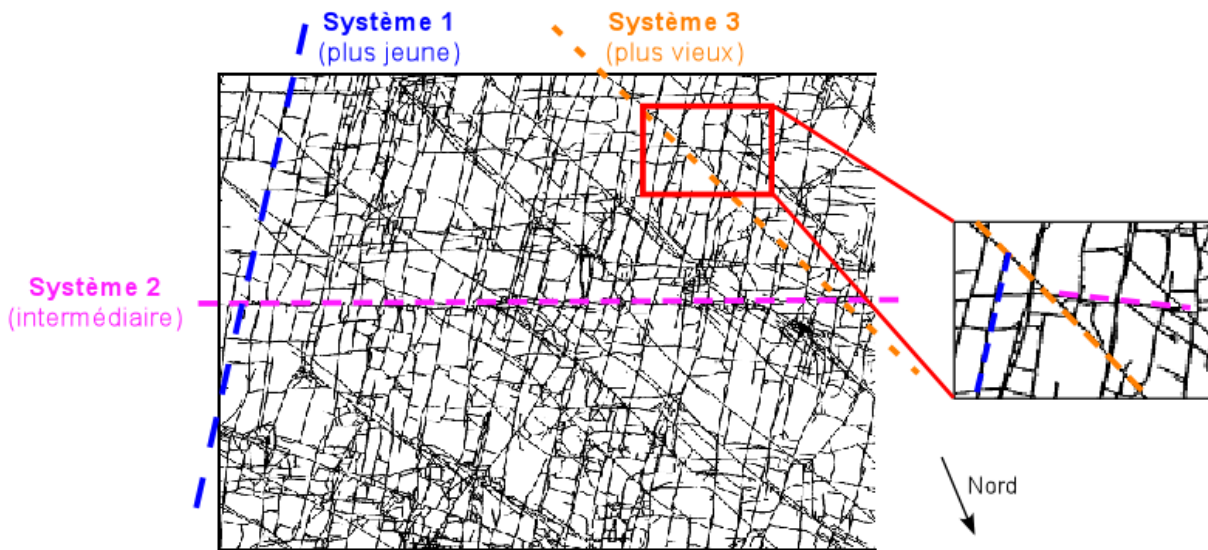 Système 1
(plus jeune)
Système 3
(plus vieux)
Système 2
(intermédiaire)
Nord